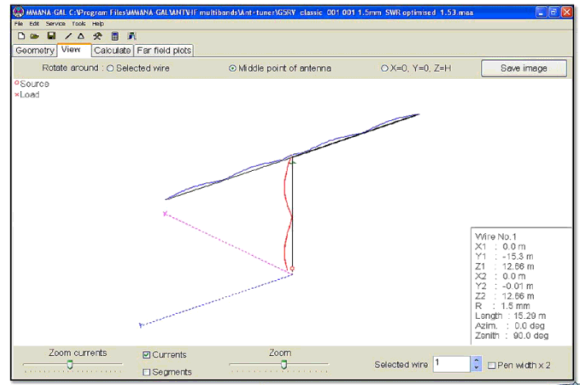 MMANA-GAL C:\Program Files\MMANA-GAL\ANT\HF multibands\Ant-tuner\G5RV classic 001 001 1.5mm SWR optimised 1.53.maa
File Edit Service Tools Help
Geometry View Calculate Far field plots
Rotate around : Selected wire Middle point of antenna X=0, Y=0, Z=H Save image
Source
Load
Wire No.1
X1 : 0.0 m
Y1 : -15.3 m
Z1 : 12.66 m
X2 : 0.0 m
Y2 : -0.01 m
Z2 : 12.66 m
R : 1.5 mm
Length : 15.29 m
Azim. : 0.0 deg
Zenith : 90.0 deg
Zoom currents Currents Zoom Selected wire 1 Pen width x 2
Segments